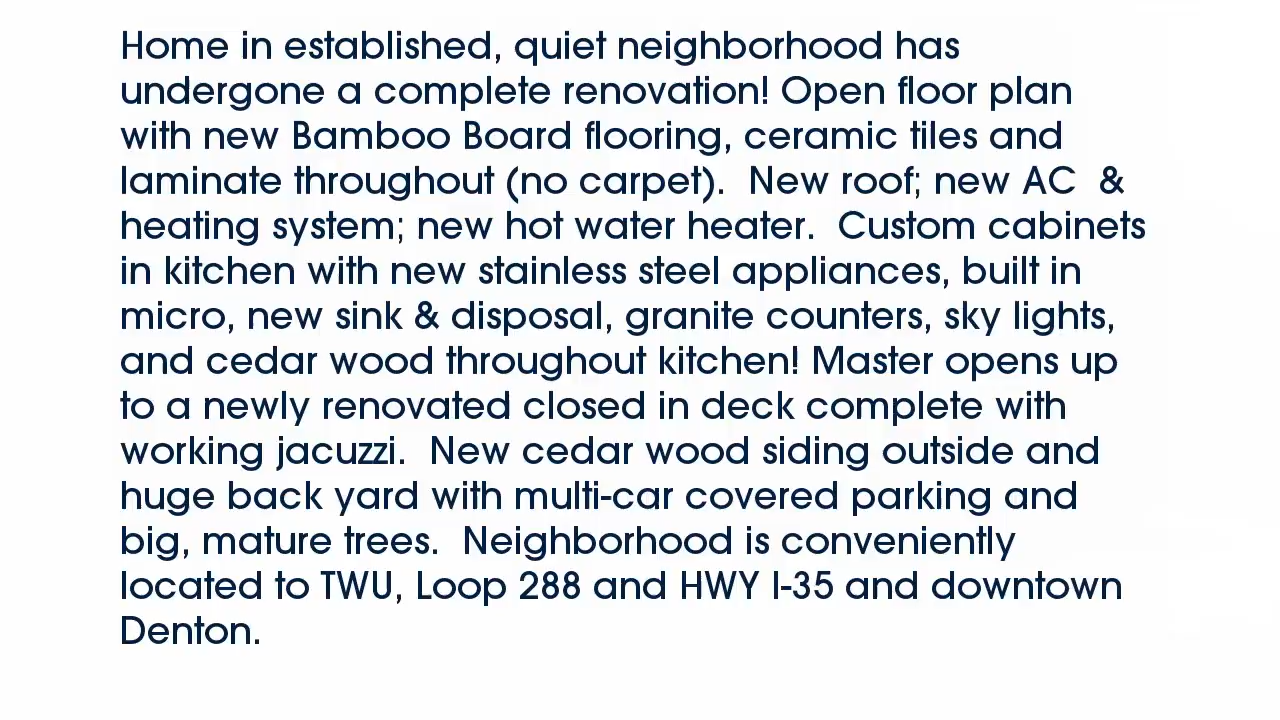 Home in established, quiet neighborhood has
undergone a complete renovation! Open floor plan
with new Bamboo Board flooring, ceramic tiles and
laminate throughout (no carpet).  New roof; new AC  &
heating system; new hot water heater.  Custom cabinets
in kitchen with new stainless steel appliances, built in
micro, new sink & disposal, granite counters, sky lights,
and cedar wood throughout kitchen! Master opens up
to a newly renovated closed in deck complete with
working jacuzzi.  New cedar wood siding outside and
huge back yard with multi-car covered parking and
big, mature trees.  Neighborhood is conveniently
located to TWU, Loop 288 and HWY I-35 and downtown
Denton.